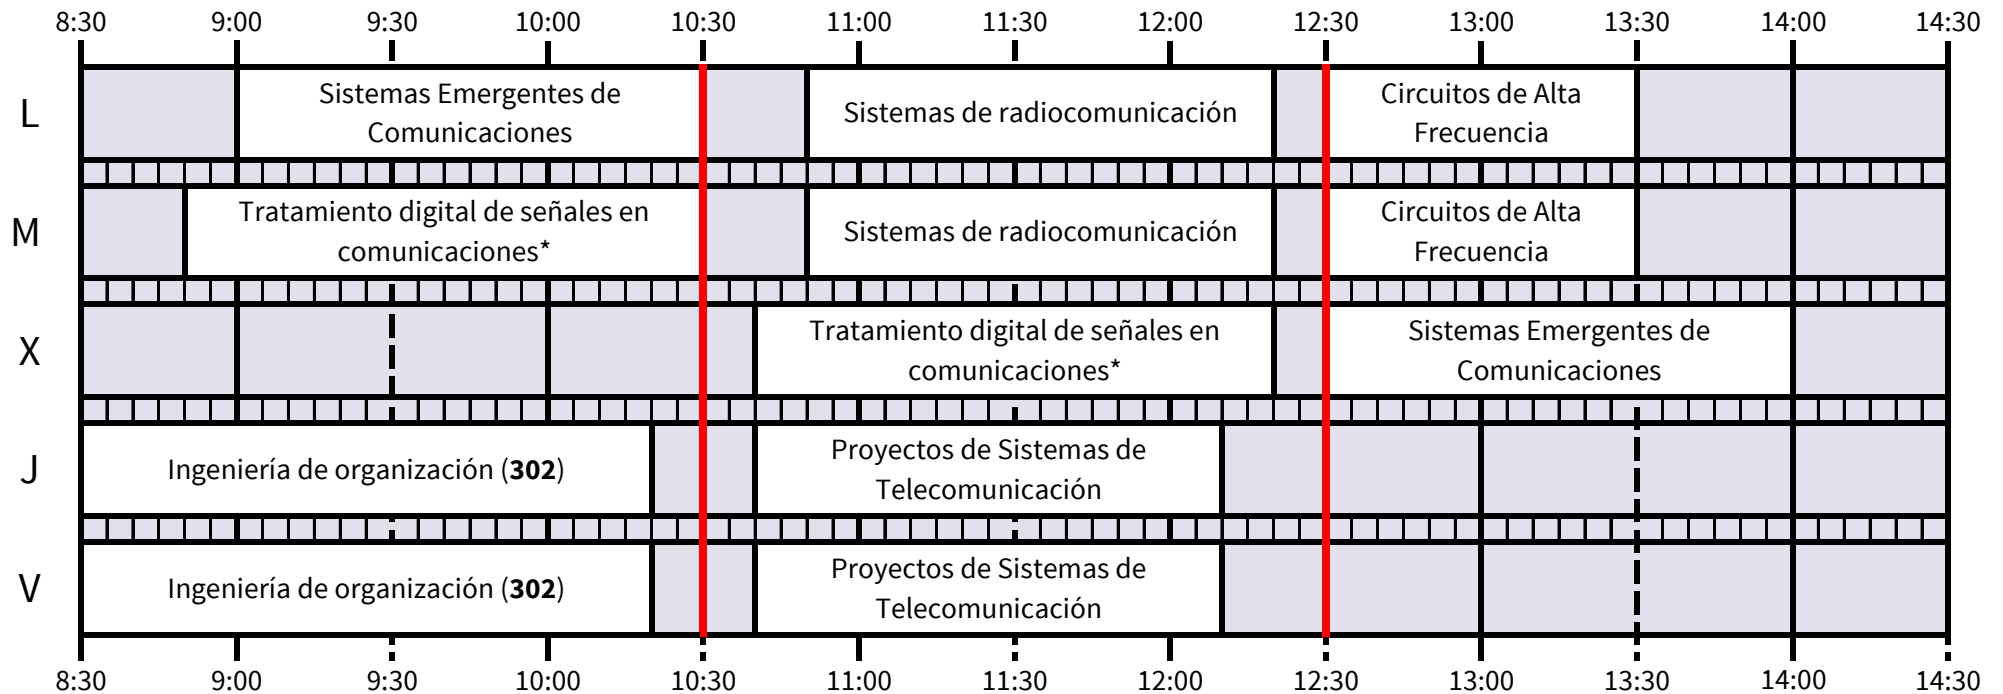 8:30 9:00 9:30 10:00 10:30 11:00 11:30 12:00 12:30 13:00 13:30 14:00 14:30
L
Sistemas Emergentes de
Comunicaciones
Sistemas de radiocomunicación
Circuitos de Alta
Frecuencia
M
Tratamiento digital de señales en
comunicaciones*
Sistemas de radiocomunicación
Circuitos de Alta
Frecuencia
X
Tratamiento digital de señales en
comunicaciones*
Sistemas Emergentes de
Comunicaciones
J
Ingeniería de organización (302)
Proyectos de Sistemas de
Telecomunicación
V
Ingeniería de organización (302)
Proyectos de Sistemas de
Telecomunicación
8:30 9:00 9:30 10:00 10:30 11:00 11:30 12:00 12:30 13:00 13:30 14:00 14:30